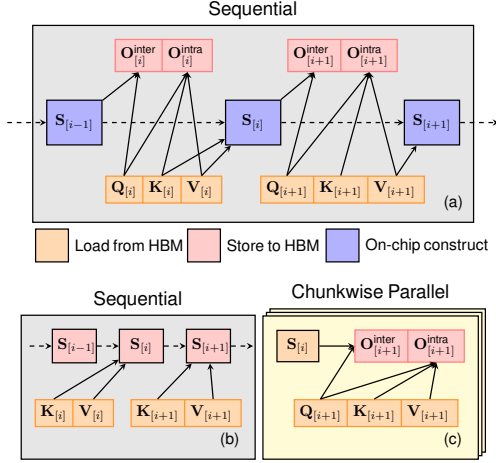 Sequential
O^inter_[i] O^intra_[i] O^inter_[i+1] O^intra_[i+1]
S_[i−1] S_[i] S_[i+1]
Q_[i] K_[i] V_[i] Q_[i+1] K_[i+1] V_[i+1]
(a)
Load from HBM Store to HBM On-chip construct
Sequential
S_[i−1] S_[i] S_[i+1]
K_[i] V_[i] K_[i+1] V_[i+1]
(b)
Chunkwise Parallel
S_[i] O^inter_[i+1] O^intra_[i+1]
Q_[i+1] K_[i+1] V_[i+1]
(c)